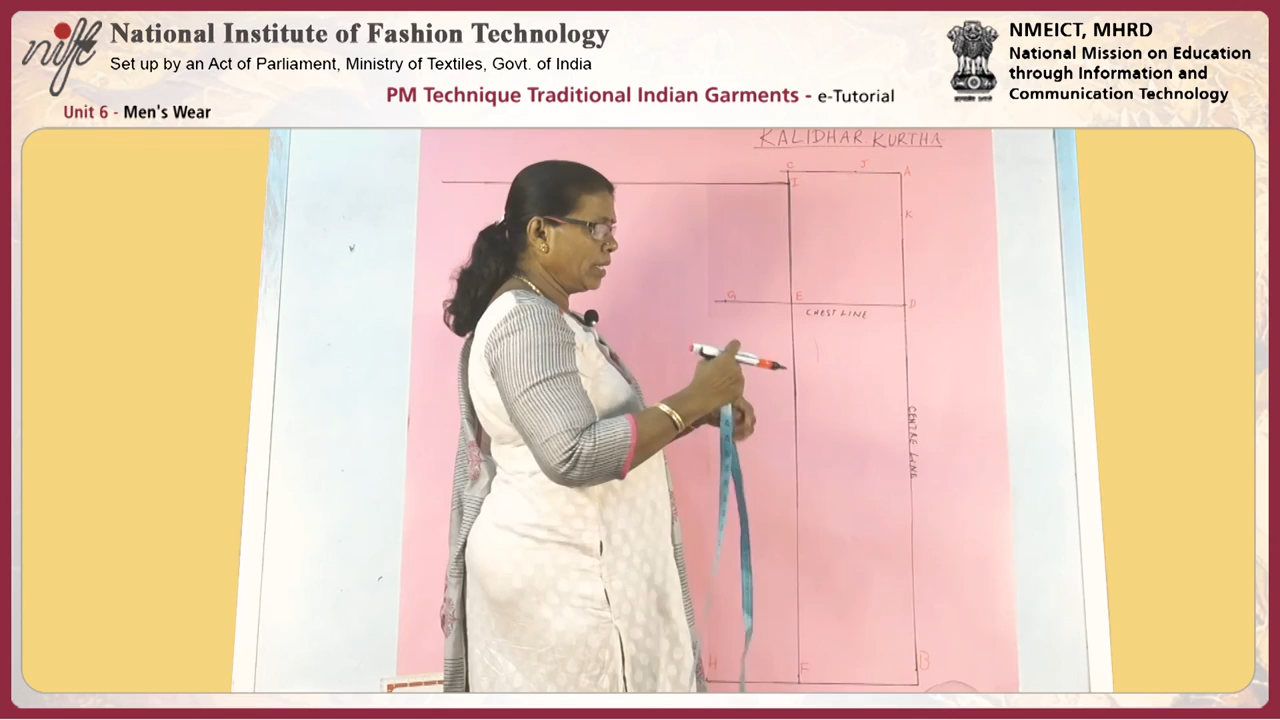 nift
National Institute of Fashion Technology
Set up by an Act of Parliament, Ministry of Textiles, Govt. of India
NMEICT, MHRD
National Mission on Education
through Information and
Communication Technology
PM Technique Traditional Indian Garments - e-Tutorial
Unit 6 - Men's Wear
KALIDHAR KURTHA
C J A
I
K
G E D
CHEST LINE
CENTRE LINE
H F B